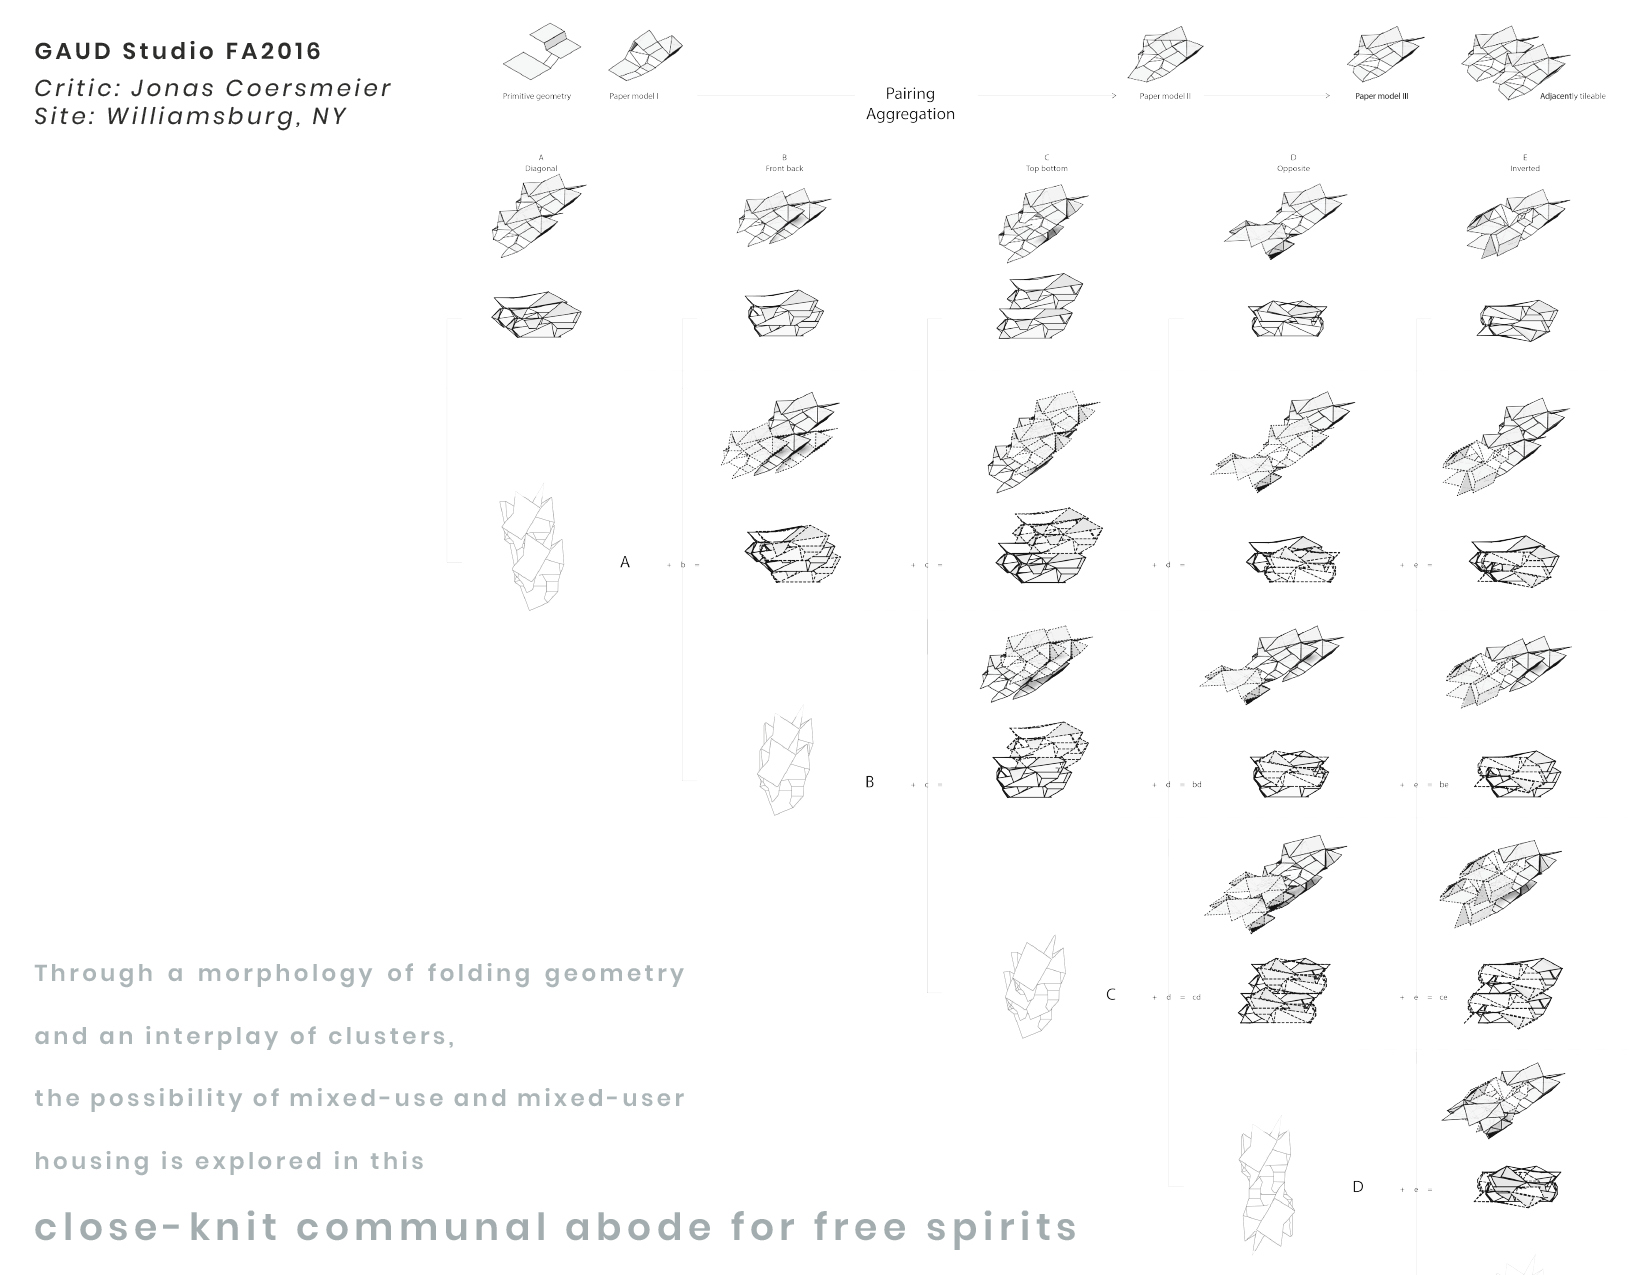 GAUD Studio FA2016
Critic: Jonas Coersmeier
Site: Williamsburg, NY
Primitive geometry
Paper model I
Pairing
Aggregation
>
Paper model II
>
Paper model III
Adjacently tileable
A
Diagonal
B
Front back
C
Top bottom
D
Opposite
E
Inverted
A
+ b =
+ c =
+ d =
+ e =
B
+ c =
+ d = bd
+ e = be
C
+ d = cd
+ e = ce
D
+ e =
Through a morphology of folding geometry
and an interplay of clusters,
the possibility of mixed-use and mixed-user
housing is explored in this
close-knit communal abode for free spirits